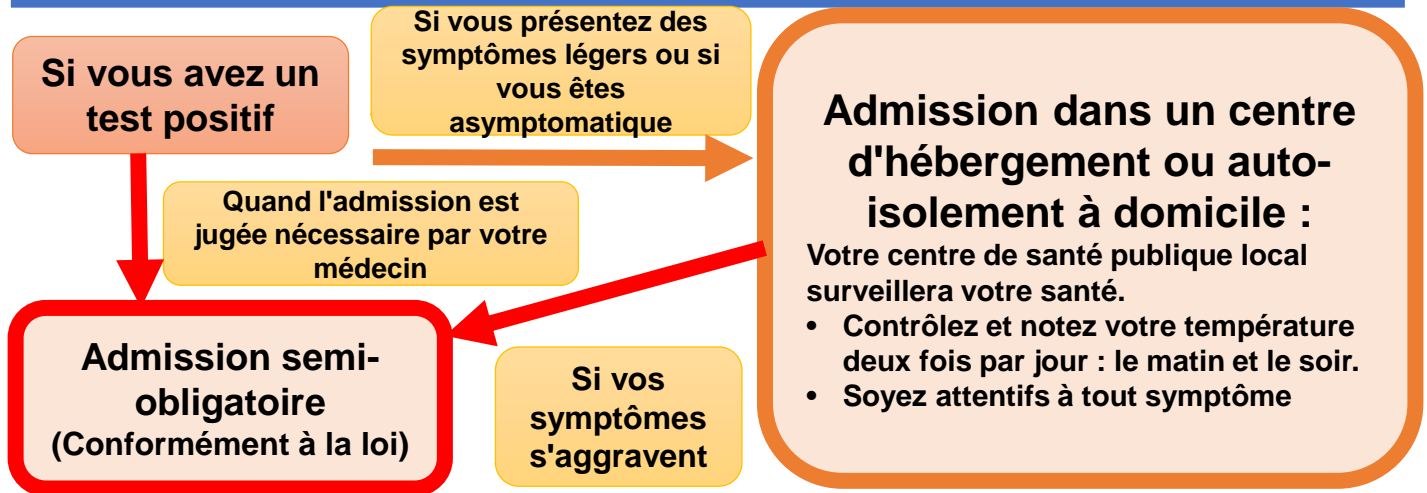 Si vous avez un
test positif
Si vous présentez des
symptômes légers ou si
vous êtes
asymptomatique
Quand l'admission est
jugée nécessaire par votre
médecin
Admission semi-
obligatoire
(Conformément à la loi)
Si vos
symptômes
s'aggravent
Admission dans un centre
d'hébergement ou auto-
isolement à domicile :
Votre centre de santé publique local
surveillera votre santé.
• Contrôlez et notez votre température
deux fois par jour : le matin et le soir.
• Soyez attentifs à tout symptôme